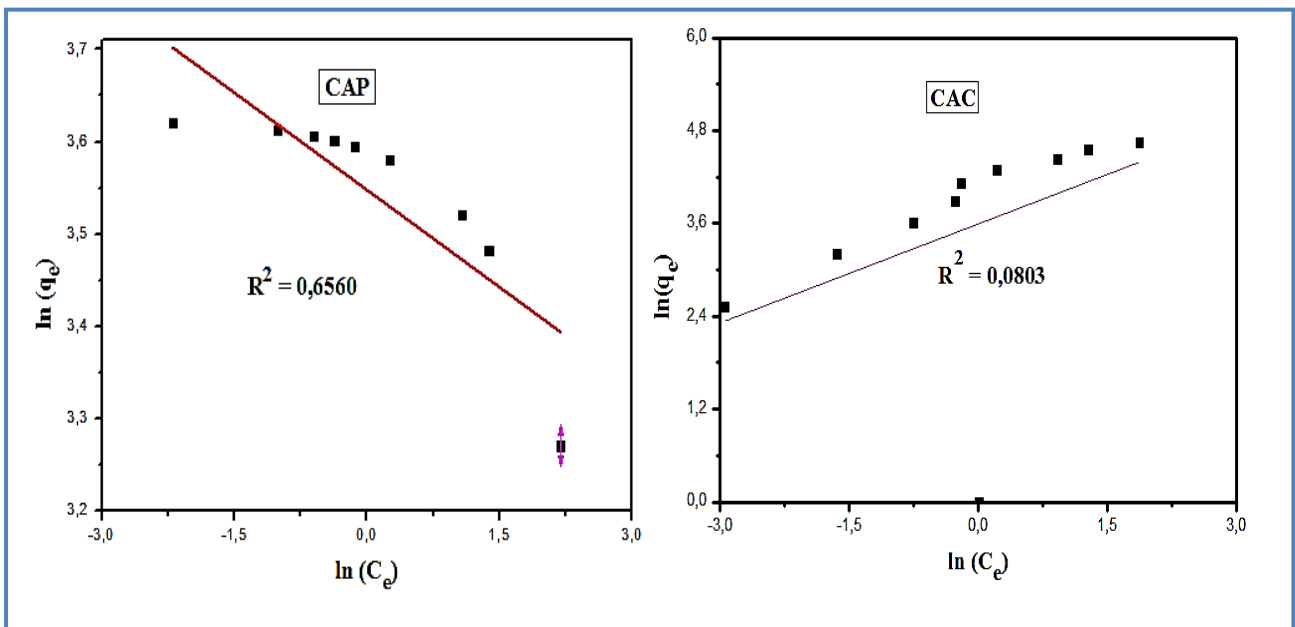 CAP
3,7
3,6
3,5
3,4
3,3
3,2
ln (qe)
R2 = 0,6560
-3,0 -1,5 0,0 1,5 3,0
ln (Ce)
CAC
6,0
4,8
3,6
2,4
1,2
0,0
ln(qe)
R2 = 0,0803
-3,0 -1,5 0,0 1,5 3,0
ln (Ce)